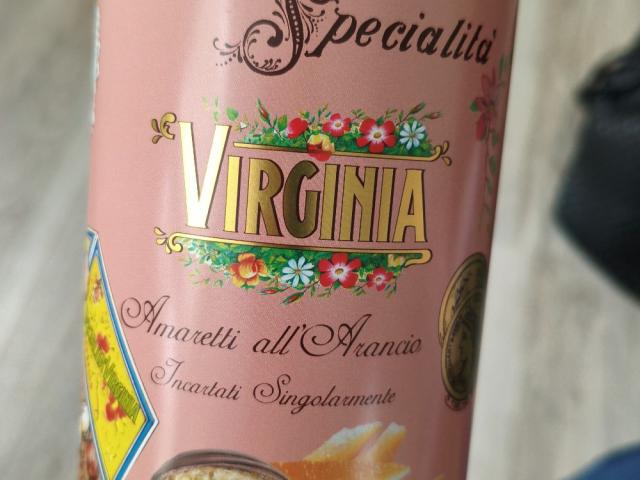 Specialità
VIRGINIA
Amaretti all'Arancio
Incartati Singolarmente